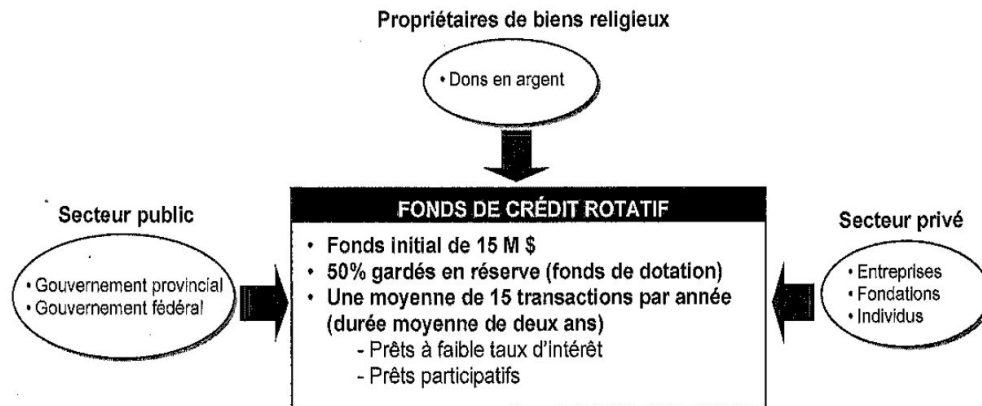 Propriétaires de biens religieux
• Dons en argent
Secteur public
• Gouvernement provincial
• Gouvernement fédéral
FONDS DE CRÉDIT ROTATIF
• Fonds initial de 15 M $
• 50% gardés en réserve (fonds de dotation)
• Une moyenne de 15 transactions par année
(durée moyenne de deux ans)
- Prêts à faible taux d'intérêt
- Prêts participatifs
Secteur privé
• Entreprises
• Fondations
• Individus